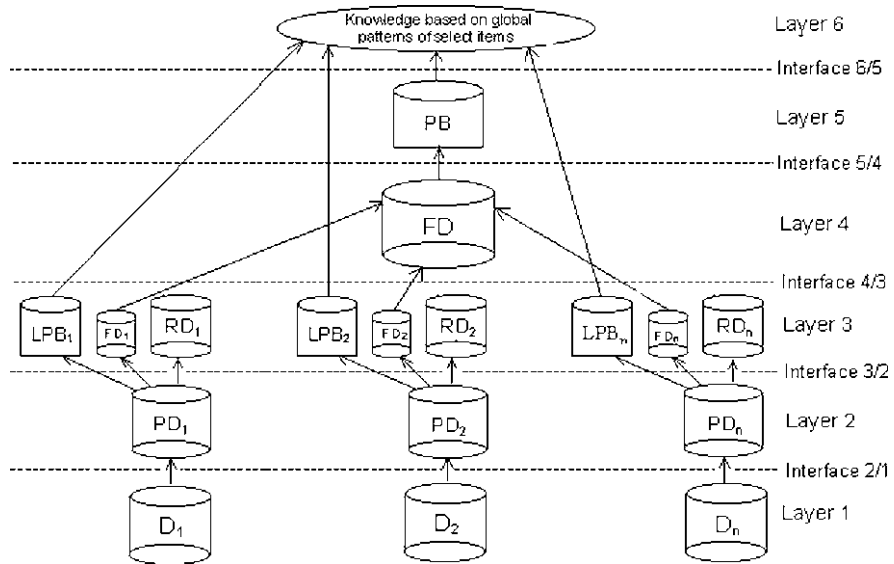 Knowledge based on global
patterns of select items
Layer 6
Interface 6/5
PB
Layer 5
Interface 5/4
FD
Layer 4
Interface 4/3
LPB₁ FD₁ RD₁ LPB₂ FD₂ RD₂ LPBₙ FDₙ RDₙ Layer 3
Interface 3/2
PD₁ PD₂ PDₙ Layer 2
Interface 2/1
D₁ D₂ Dₙ Layer 1